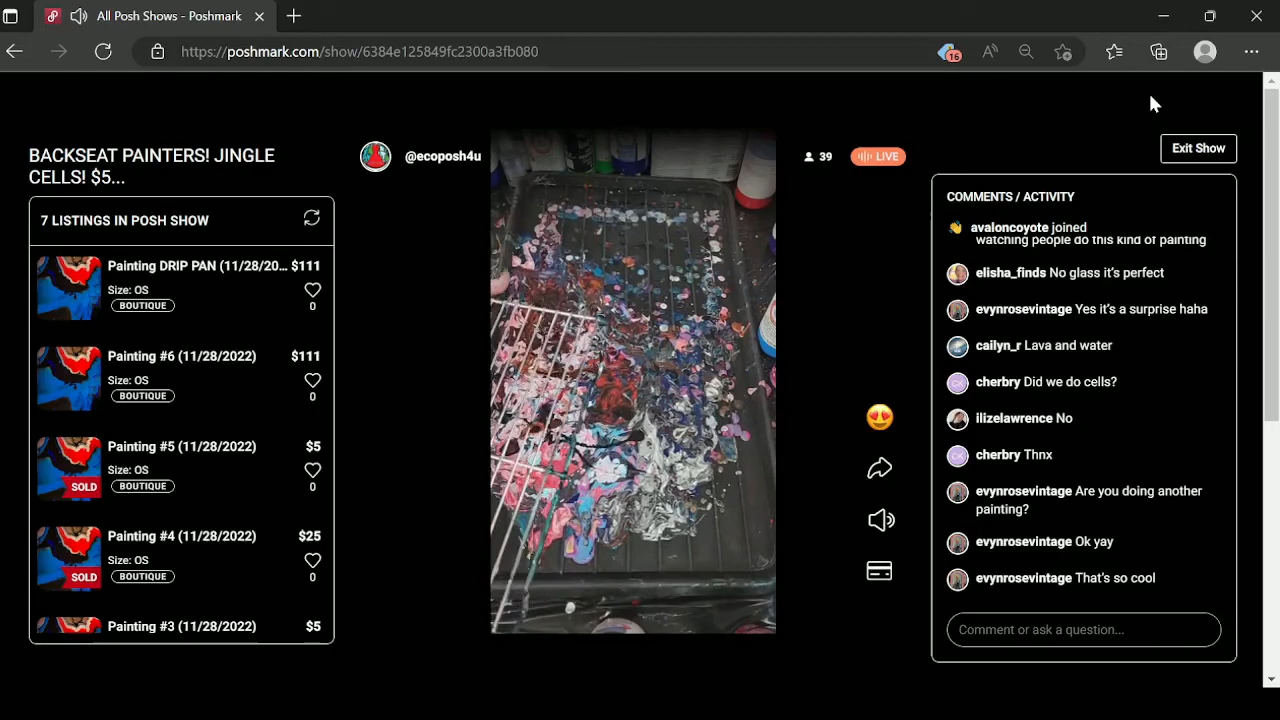 All Posh Shows - Poshmark
https://poshmark.com/show/6384e125849fc2300a3fb080
16
BACKSEAT PAINTERS! JINGLE
CELLS! $5...
@ecoposh4u
39
LIVE
Exit Show
7 LISTINGS IN POSH SHOW
Painting DRIP PAN (11/28/20... $111
Size: OS
BOUTIQUE
0
Painting #6 (11/28/2022) $111
Size: OS
BOUTIQUE
0
Painting #5 (11/28/2022) $5
Size: OS
SOLD
BOUTIQUE
0
Painting #4 (11/28/2022) $25
Size: OS
SOLD
BOUTIQUE
0
Painting #3 (11/28/2022) $5
COMMENTS / ACTIVITY
avaloncoyote joined
watching people do this kind of painting
elisha_finds No glass it's perfect
evynrosevintage Yes it's a surprise haha
cailyn_r Lava and water
cherbry Did we do cells?
ilizelawrence No
cherbry Thnx
evynrosevintage Are you doing another
painting?
evynrosevintage Ok yay
evynrosevintage That's so cool
Comment or ask a question...